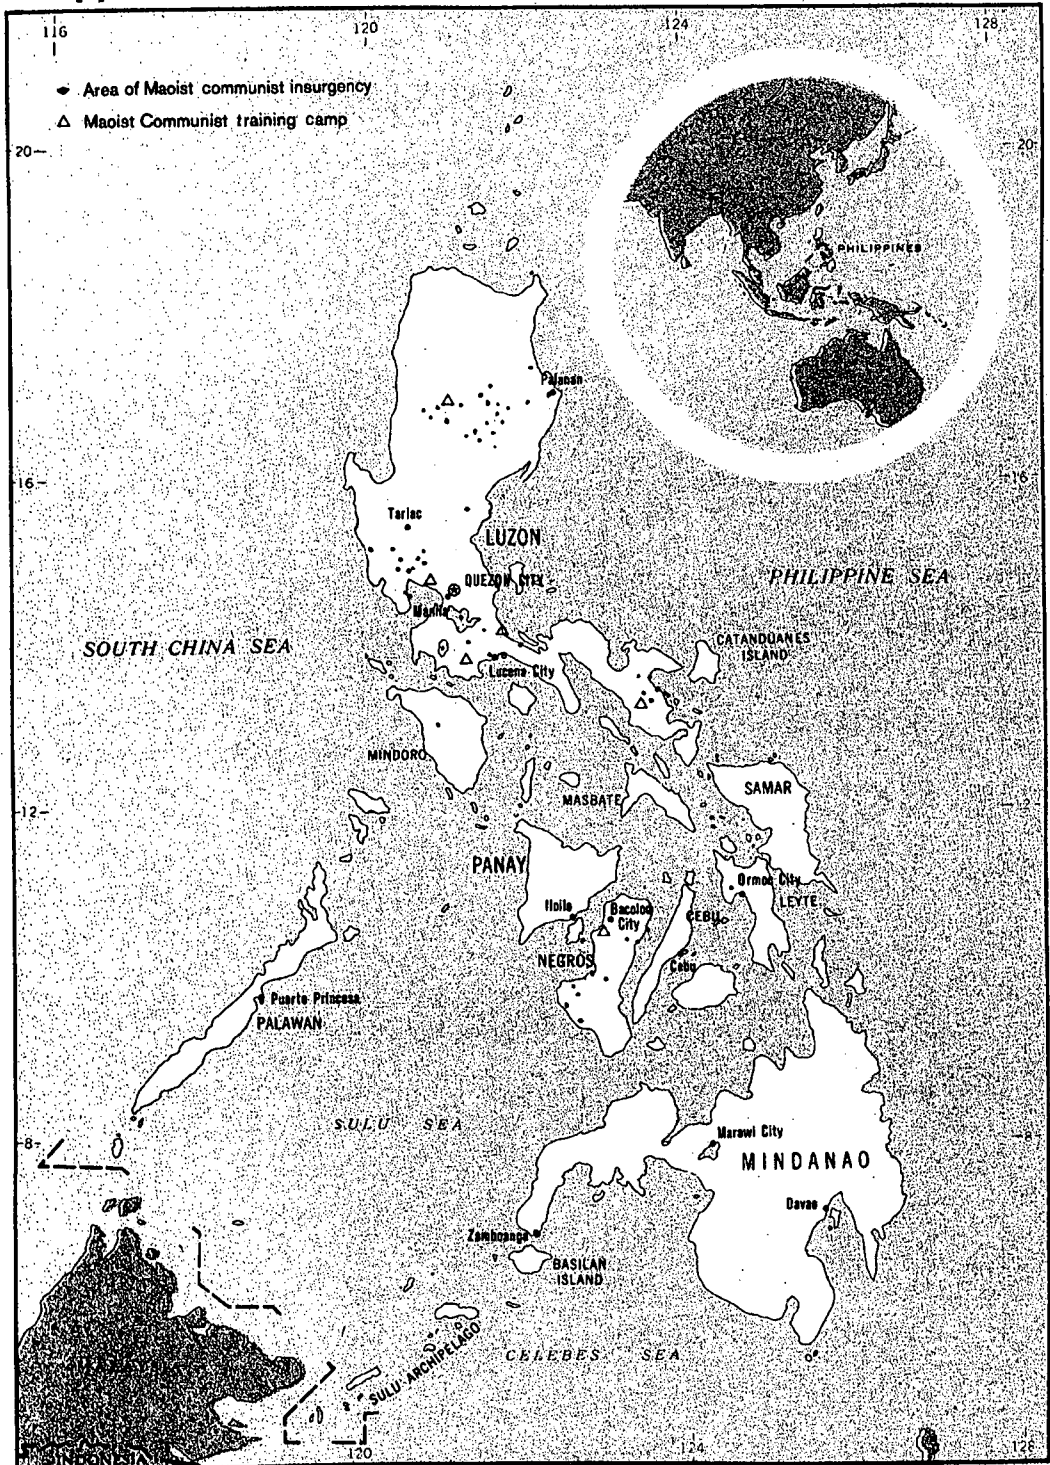 116
120
124
128
Area of Maoist communist insurgency
Maoist Communist training camp
20
20
PHILIPPINES
Palanan
16
16
Tarlac
LUZON
QUEZON CITY
PHILIPPINE SEA
Manila
SOUTH CHINA SEA
CATANDUANES
ISLAND
Lucena City
MINDORO
SAMAR
MASBATE
12
PANAY
Ormoc City
LEYTE
Iloilo
Bacolod
City
CEBU
NEGROS
Cebu
Puerto Princesa
PALAWAN
SULU SEA
8
8
Marawi City
MINDANAO
Davao
Zamboanga
BASILAN
ISLAND
SULU ARCHIPELAGO
CELEBES SEA
INDONESIA
120
124
128